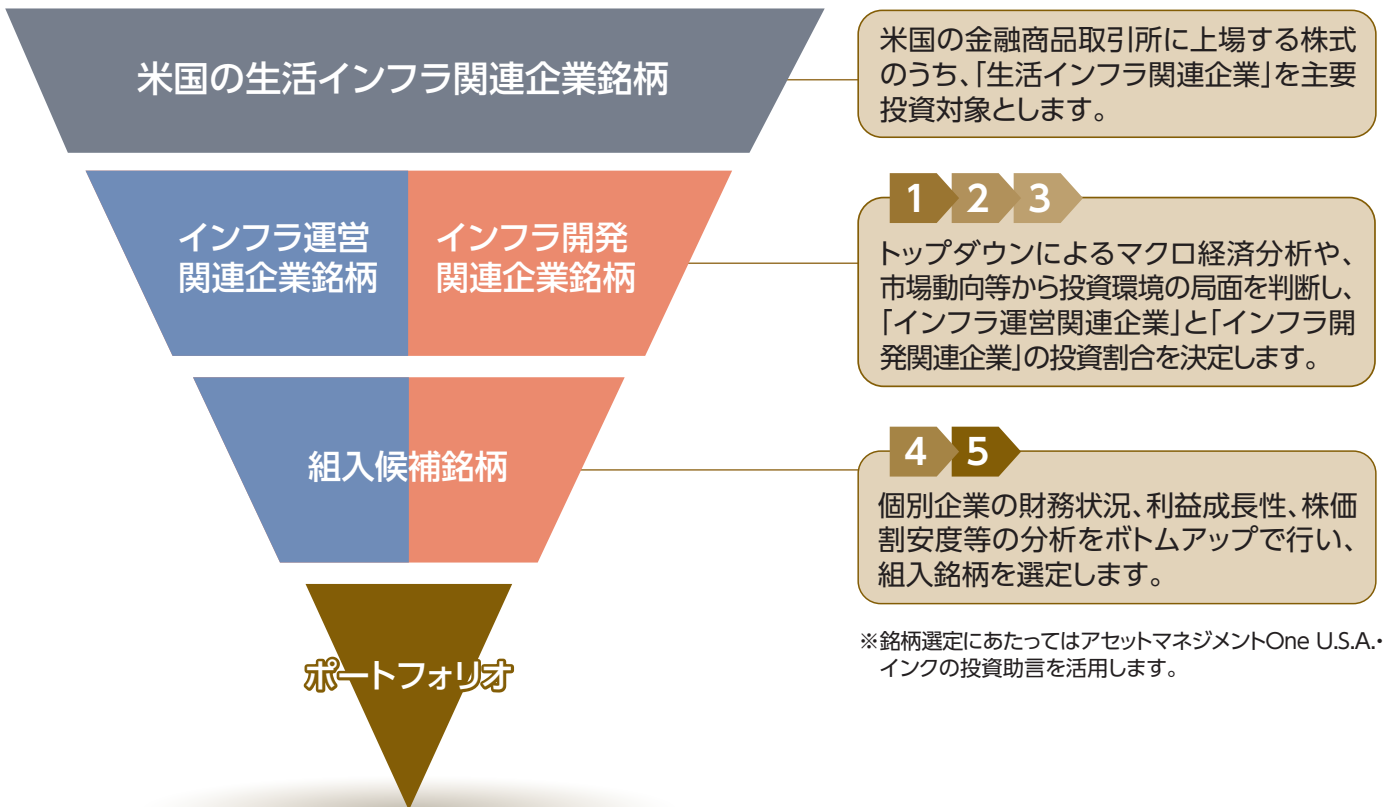 米国の生活インフラ関連企業銘柄
米国の金融商品取引所に上場する株式
のうち、「生活インフラ関連企業」を主要
投資対象とします。
インフラ運営
関連企業銘柄
インフラ開発
関連企業銘柄
1 2 3
トップダウンによるマクロ経済分析や、
市場動向等から投資環境の局面を判断し、
「インフラ運営関連企業」と「インフラ開
発関連企業」の投資割合を決定します。
組入候補銘柄
4 5
個別企業の財務状況、利益成長性、株価
割安度等の分析をボトムアップで行い、
組入銘柄を選定します。
※銘柄選定にあたってはアセットマネジメントOne U.S.A.・
インクの投資助言を活用します。
ポートフォリオ